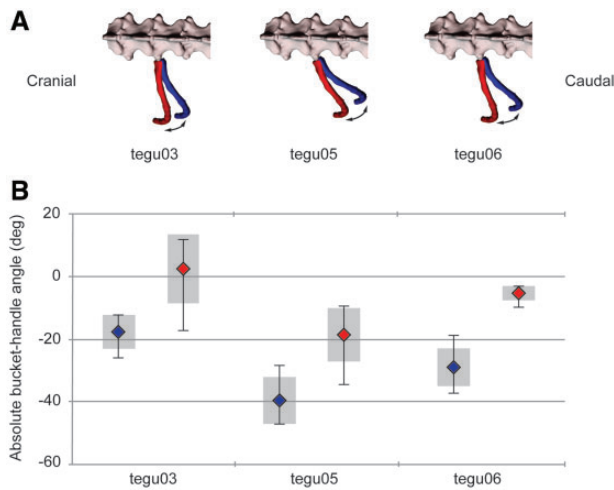 A
Cranial
Caudal
tegu03
tegu05
tegu06
B
Absolute bucket-handle angle (deg)
20
0
-20
-40
-60
tegu03
tegu05
tegu06